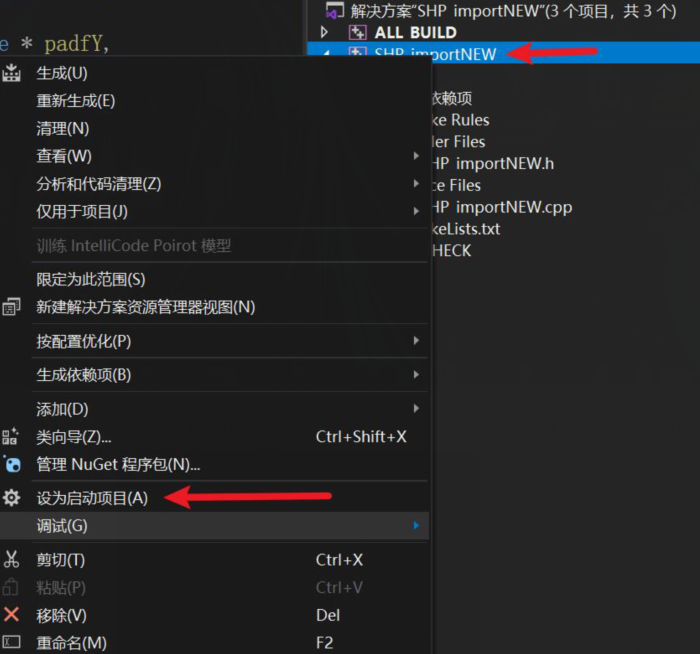 解决方案"SHP importNEW"(3 个项目，共 3 个)
ALL BUILD
e * padfY,
SHP importNEW
生成(U)
重新生成(E)
依赖项
清理(N)
ke Rules
der Files
查看(W)
HP importNEW.h
分析和代码清理(Z)
ce Files
仅用于项目(J)
HP importNEW.cpp
keLists.txt
训练 IntelliCode Poirot 模型
HECK
限定为此范围(S)
新建解决方案资源管理器视图(N)
按配置优化(P)
生成依赖项(B)
添加(D)
类向导(Z)... Ctrl+Shift+X
管理 NuGet 程序包(N)...
设为启动项目(A)
调试(G)
剪切(T) Ctrl+X
粘贴(P) Ctrl+V
移除(V) Del
重命名(M) F2